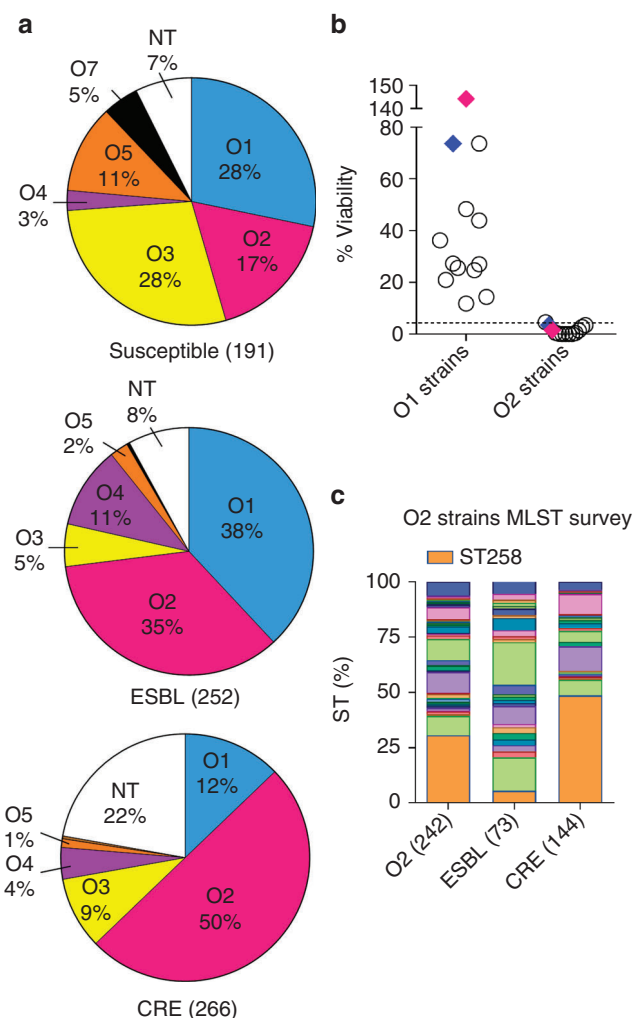 a
NT
7%
O7
5%
O5
11%
O1
28%
O4
3%
O3
28%
O2
17%
Susceptible (191)
NT
8%
O5
2%
O4
11%
O1
38%
O3
5%
O2
35%
ESBL (252)
NT
22%
O1
12%
O5
1%
O4
4%
O3
9%
O2
50%
CRE (266)
b
150
140
80
60
40
20
0
% Viability
O1 strains
O2 strains
c
O2 strains MLST survey
ST258
100
75
50
25
0
ST (%)
O2 (242)
ESBL (73)
CRE (144)